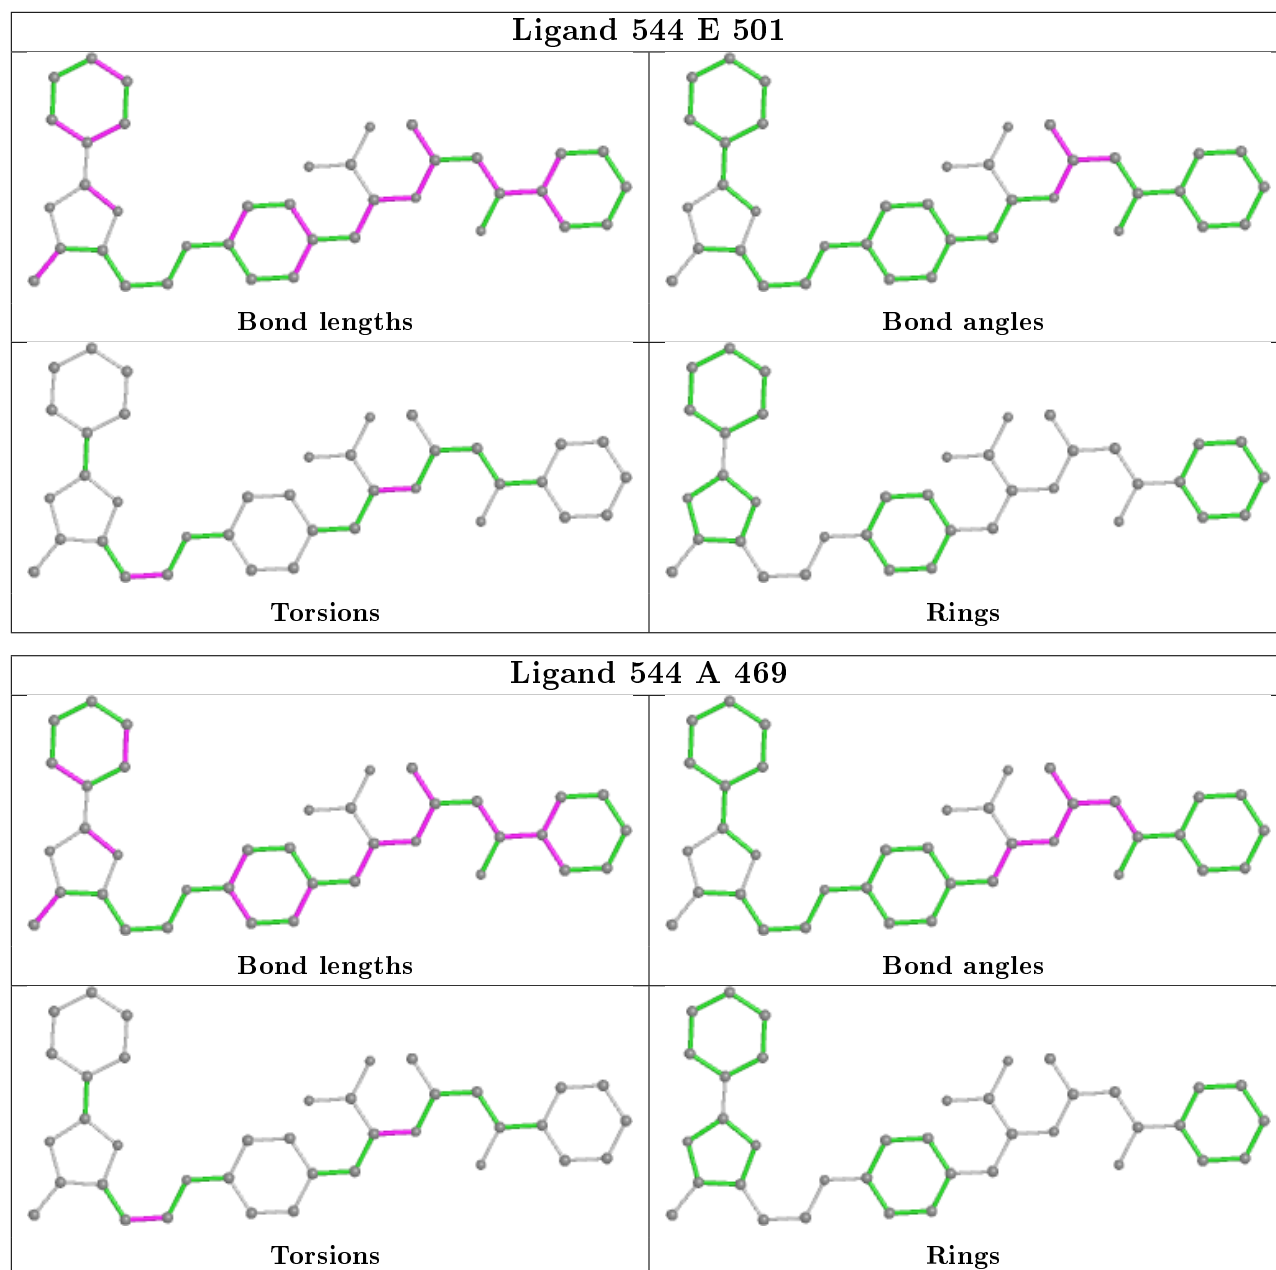 Ligand 544 E 501
Bond lengths
Bond angles
Torsions
Rings
Ligand 544 A 469
Bond lengths
Bond angles
Torsions
Rings